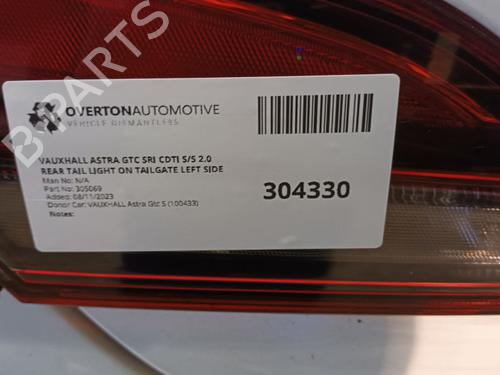 OVERTONAUTOMOTIVE
VEHICLE DISMANTLERS
VAUXHALL ASTRA GTC SRI CDTI S/S 2.0
REAR TAIL LIGHT ON TAILGATE LEFT SIDE
Man No: N/A
Part No: 305069
Added: 08/11/2023
Donor Car: VAUXHALL Astra Gtc S (100433)
Notes:
304330
B-PARTS